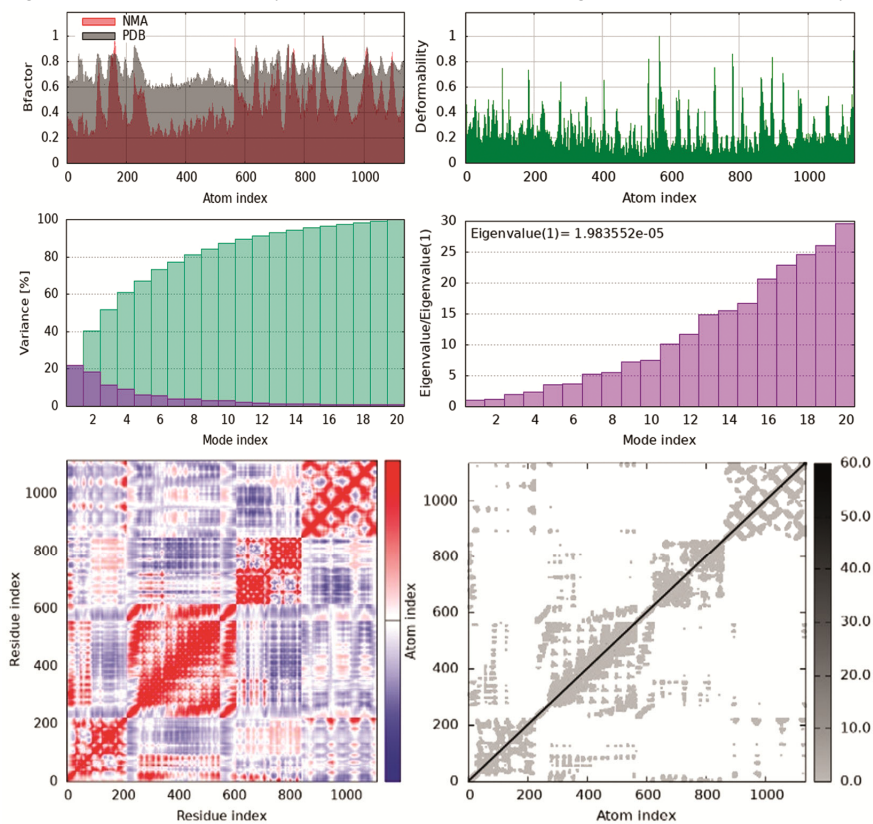 NMA
PDB
1
0.8
0.6
0.4
0.2
0
Bfactor
0 200 400 600 800 1000
Atom index
1
0.8
0.6
0.4
0.2
0
Deformability
0 200 400 600 800 1000
Atom index
100
80
60
40
20
0
Variance [%]
2 4 6 8 10 12 14 16 18 20
Mode index
Eigenvalue(1)= 1.983552e-05
30
25
20
15
10
5
0
Eigenvalue/Eigenvalue(1)
2 4 6 8 10 12 14 16 18 20
Mode index
1000
800
600
400
200
0
Residue index
0 200 400 600 800 1000
Residue index
Atom index
1000
800
600
400
200
0
0 200 400 600 800 1000
Atom index
60.0
50.0
40.0
30.0
20.0
10.0
0.0